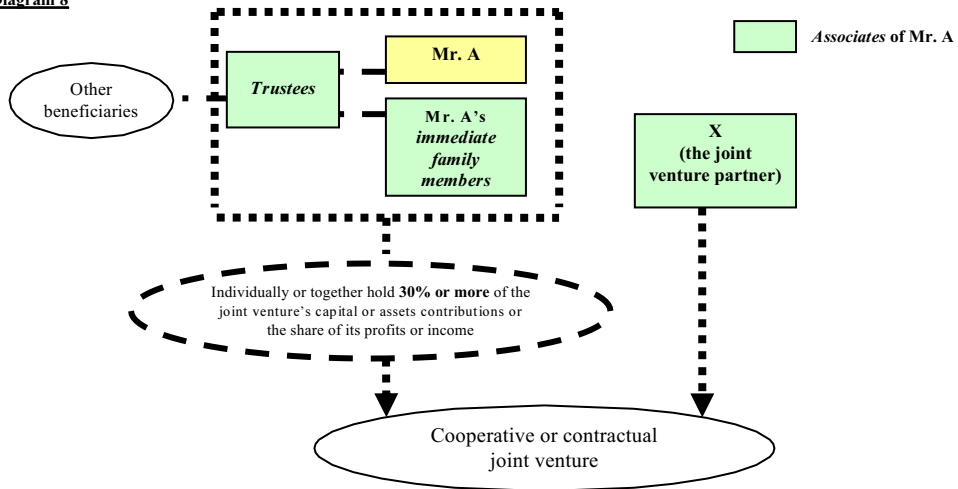 Diagram 8
Associates of Mr. A
Mr. A
Trustees
Other
beneficiaries
Mr. A's
immediate
family
members
X
(the joint
venture partner)
Individually or together hold 30% or more of the
joint venture's capital or assets contributions or
the share of its profits or income
Cooperative or contractual
joint venture